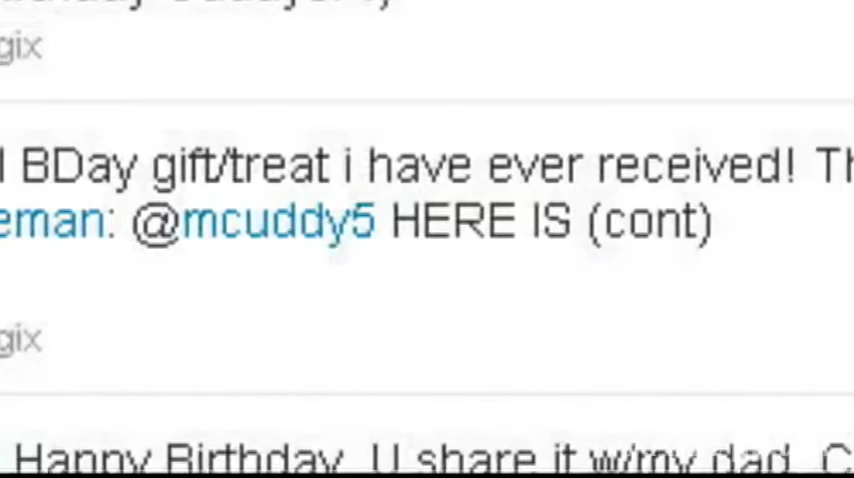 gix
BDay gift/treat i have ever received! Th
eman: @mcuddy5 HERE IS (cont)
gix
Happy Birthday U share it w/my dad C